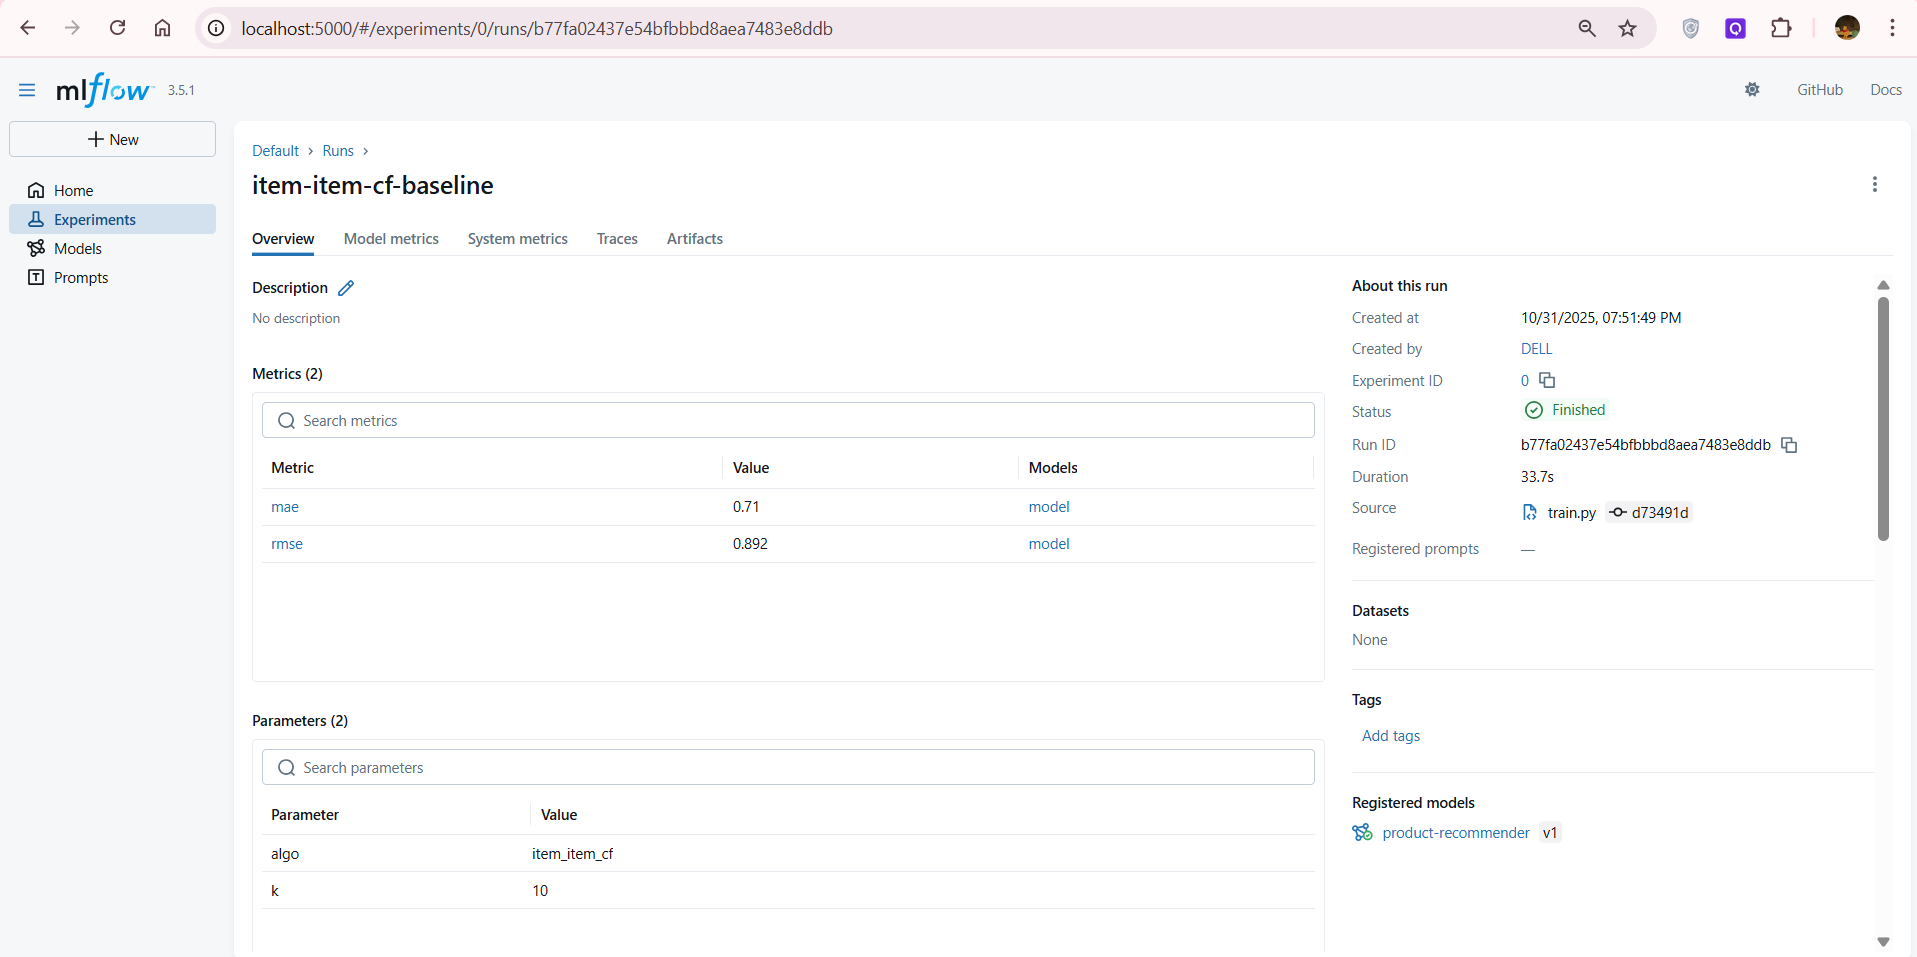 localhost:5000/#/experiments/0/runs/b77fa02437e54bfbbbd8aea7483e8ddb
mlflow 3.5.1
GitHub
Docs
New
Home
Experiments
Models
Prompts
Default › Runs ›
item-item-cf-baseline
Overview
Model metrics
System metrics
Traces
Artifacts
Description
No description
Metrics (2)
Search metrics
Metric Value Models
mae 0.71 model
rmse 0.892 model
Parameters (2)
Search parameters
Parameter Value
algo item_item_cf
k 10
About this run
Created at 10/31/2025, 07:51:49 PM
Created by DELL
Experiment ID 0
Status Finished
Run ID b77fa02437e54bfbbbd8aea7483e8ddb
Duration 33.7s
Source train.py d73491d
Registered prompts —
Datasets
None
Tags
Add tags
Registered models
product-recommender v1